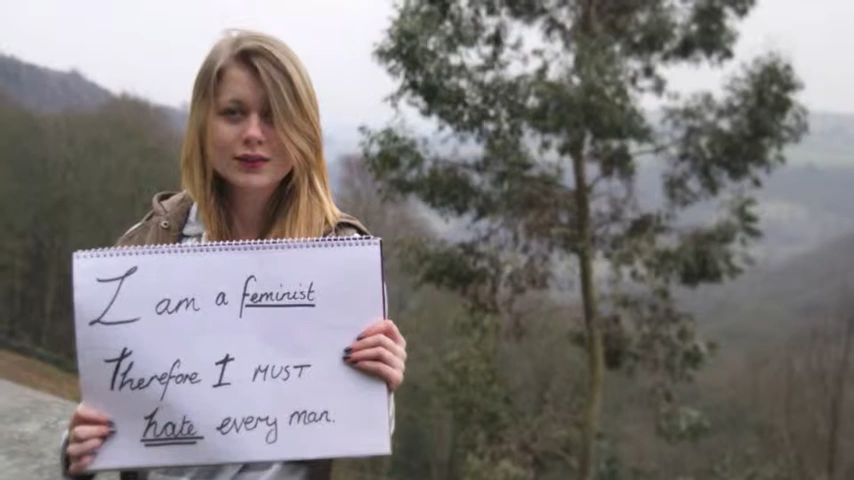 I am a feminist
Therefore I MUST
hate every man.